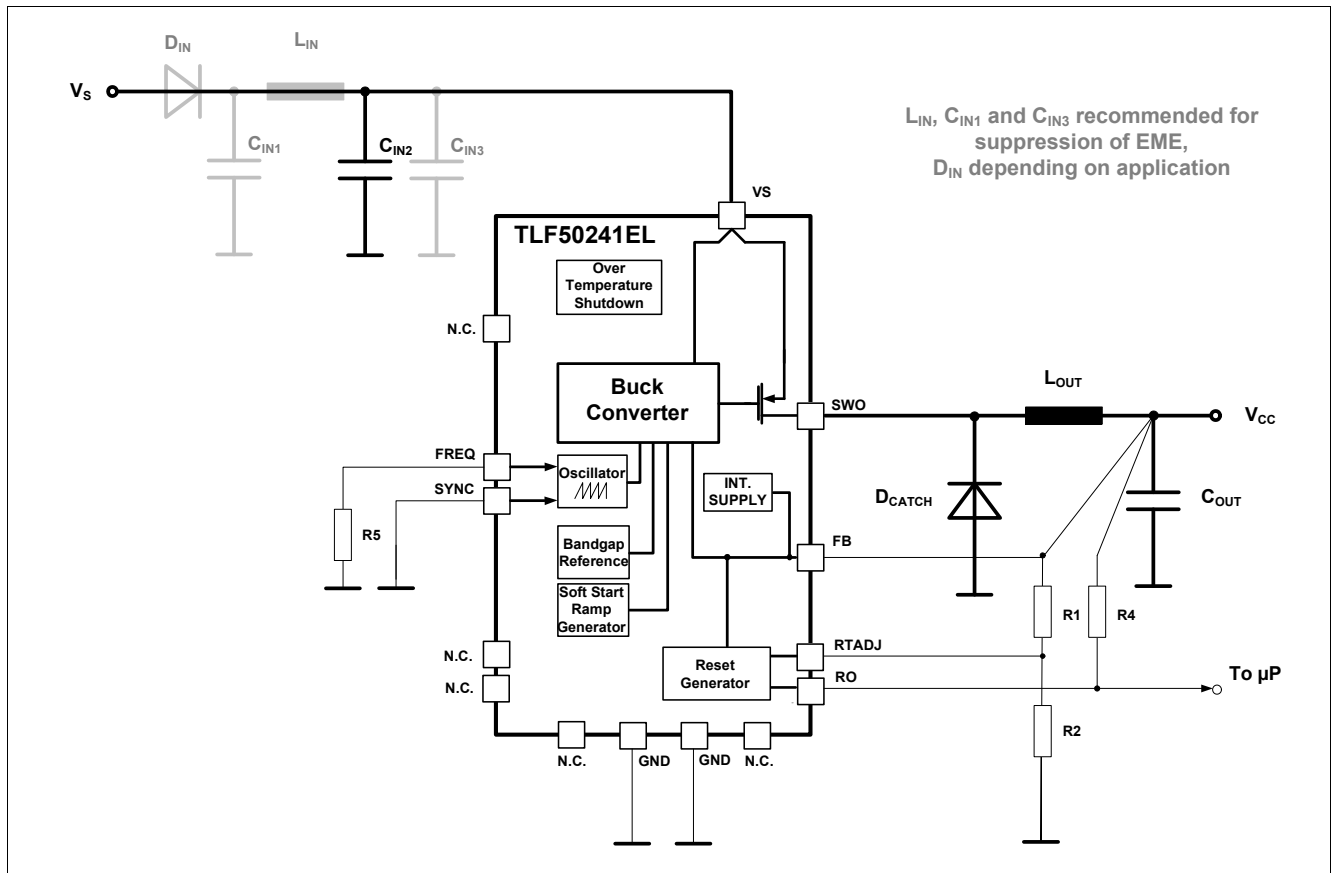 D_IN
L_IN
V_S
C_IN1
C_IN2
C_IN3
L_IN, C_IN1 and C_IN3 recommended for
suppression of EME,
D_IN depending on application
VS
TLF50241EL
Over
Temperature
Shutdown
N.C.
Buck
Converter
L_OUT
SWO
V_CC
FREQ
SYNC
Oscillator
INT.
SUPPLY
D_CATCH
C_OUT
R5
Bandgap
Reference
FB
Soft Start
Ramp
Generator
R1
R4
N.C.
N.C.
Reset
Generator
RTADJ
RO
To µP
R2
N.C.
GND
GND
N.C.